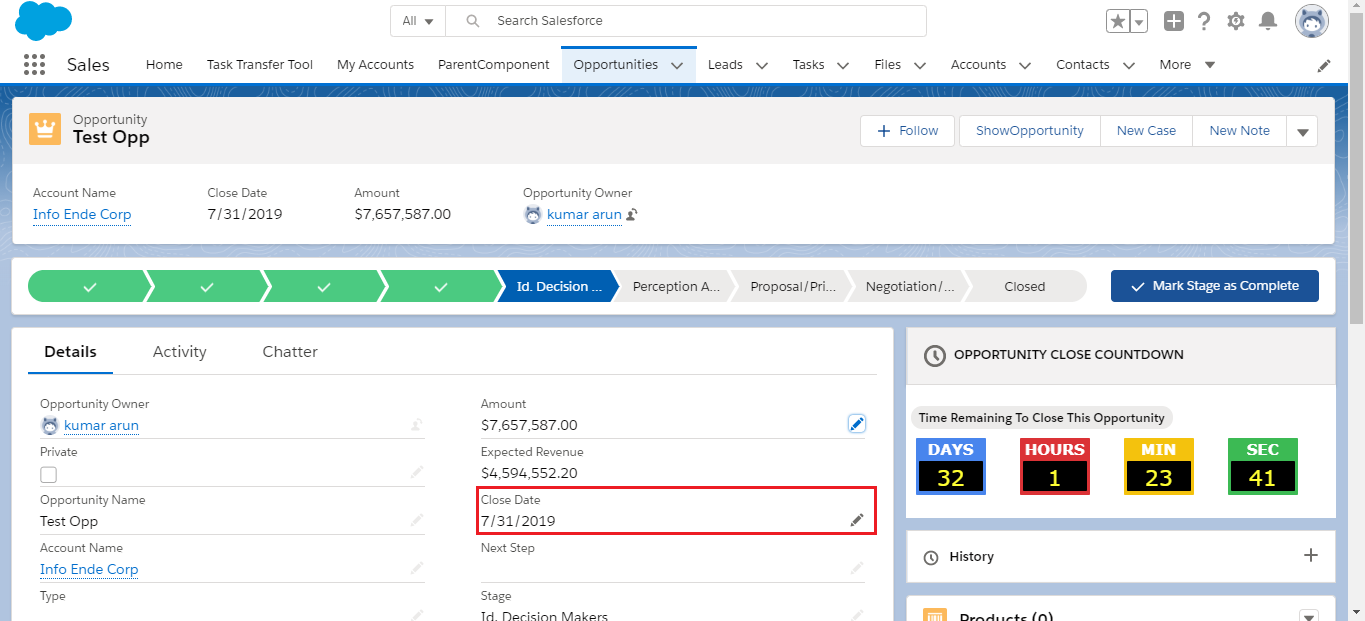 All
Search Salesforce
Sales
Home
Task Transfer Tool
My Accounts
ParentComponent
Opportunities
Leads
Tasks
Files
Accounts
Contacts
More
Opportunity
Test Opp
+ Follow
ShowOpportunity
New Case
New Note
Account Name
Info Ende Corp
Close Date
7/31/2019
Amount
$7,657,587.00
Opportunity Owner
kumar arun
Id. Decision ...
Perception A...
Proposal/Pri...
Negotiation/...
Closed
Mark Stage as Complete
Details
Activity
Chatter
Opportunity Owner
kumar arun
Private
Opportunity Name
Test Opp
Account Name
Info Ende Corp
Type
Amount
$7,657,587.00
Expected Revenue
$4,594,552.20
Close Date
7/31/2019
Next Step
Stage
Id. Decision Makers
OPPORTUNITY CLOSE COUNTDOWN
Time Remaining To Close This Opportunity
DAYS
32
HOURS
1
MIN
23
SEC
41
History
Products (0)